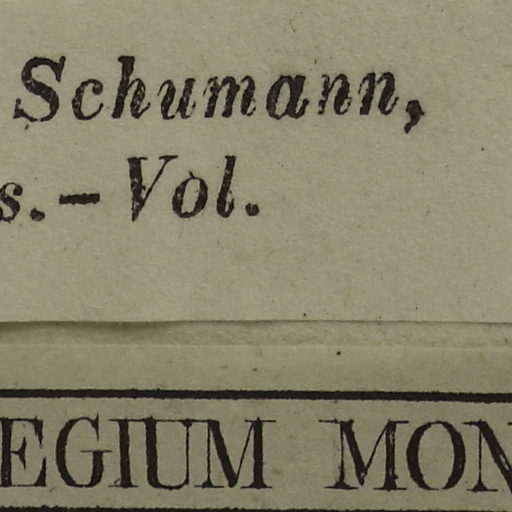 Schumann,
s.–Vol.
EGIUM MON